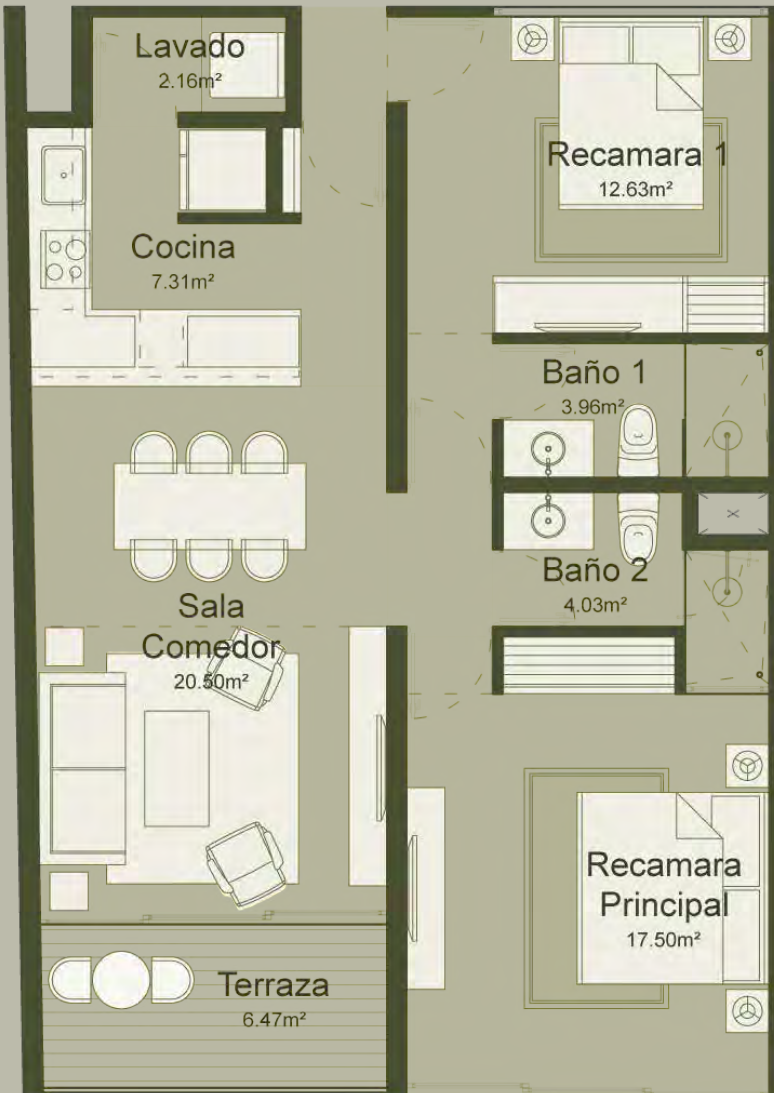 Lavado
2.16m²
Recamara 1
12.63m²
Cocina
7.31m²
Baño 1
3.96m²
Baño 2
4.03m²
Sala
Comedor
20.50m²
Recamara
Principal
17.50m²
Terraza
6.47m²